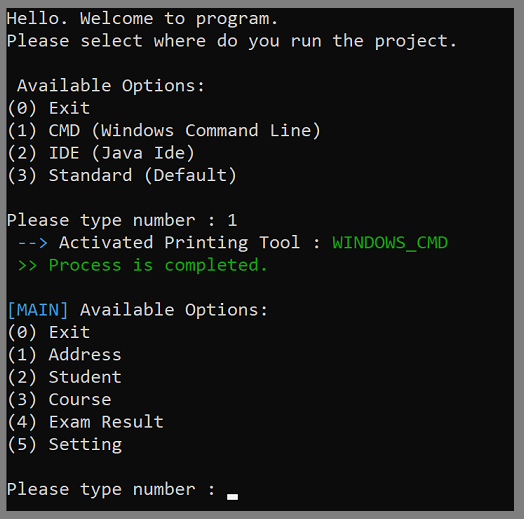 Hello. Welcome to program.
Please select where do you run the project.
Available Options:
(0) Exit
(1) CMD (Windows Command Line)
(2) IDE (Java Ide)
(3) Standard (Default)
Please type number : 1
--> Activated Printing Tool : WINDOWS_CMD
>> Process is completed.
[MAIN] Available Options:
(0) Exit
(1) Address
(2) Student
(3) Course
(4) Exam Result
(5) Setting
Please type number :